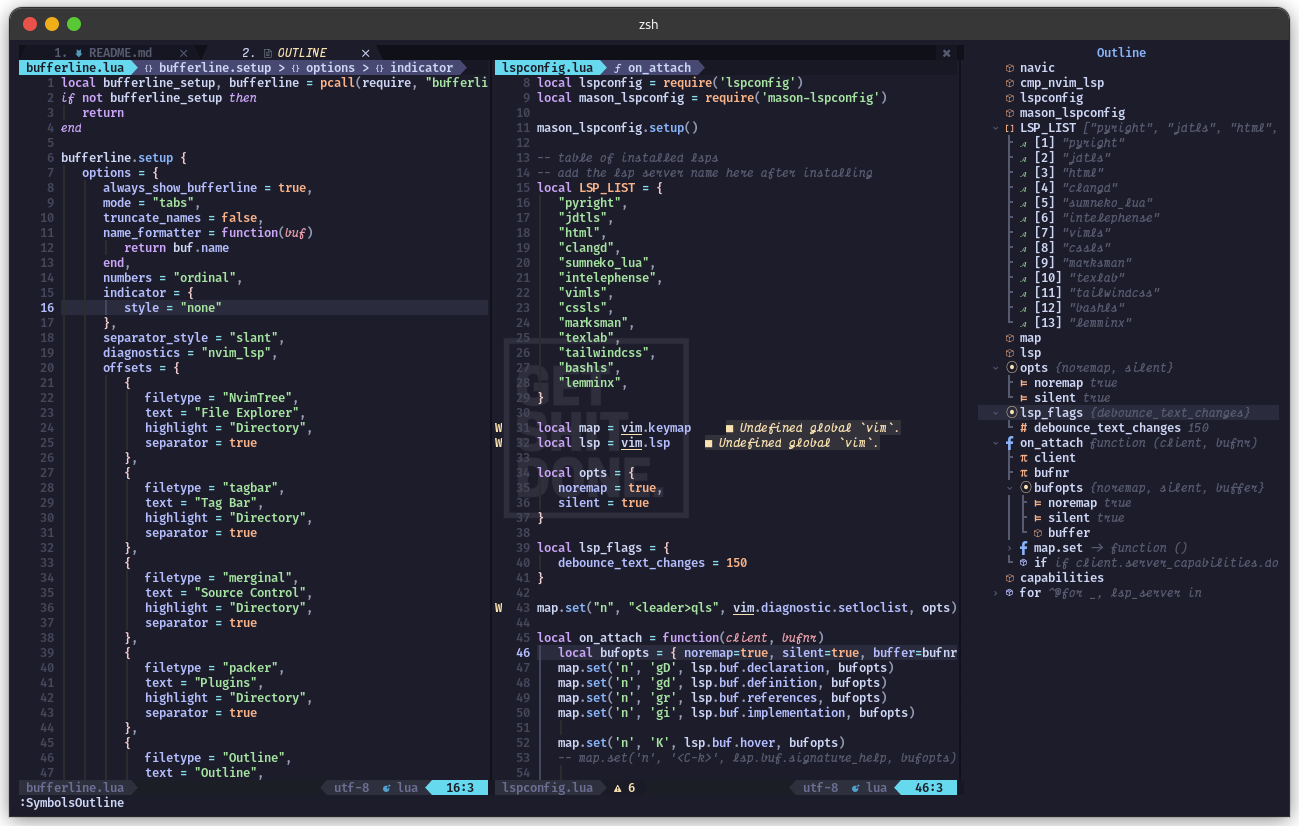 zsh
1. README.md × 2. OUTLINE ×
bufferline.lua {} bufferline.setup > {} options > {} indicator
1 local bufferline_setup, bufferline = pcall(require, "bufferli
2 if not bufferline_setup then
3 return
4 end
5
6 bufferline.setup {
7 options = {
8 always_show_bufferline = true,
9 mode = "tabs",
10 truncate_names = false,
11 name_formatter = function(buf)
12 return buf.name
13 end,
14 numbers = "ordinal",
15 indicator = {
16 style = "none"
17 },
18 separator_style = "slant",
19 diagnostics = "nvim_lsp",
20 offsets = {
21 {
22 filetype = "NvimTree",
23 text = "File Explorer",
24 highlight = "Directory",
25 separator = true
26 },
27 {
28 filetype = "tagbar",
29 text = "Tag Bar",
30 highlight = "Directory",
31 separator = true
32 },
33 {
34 filetype = "merginal",
35 text = "Source Control",
36 highlight = "Directory",
37 separator = true
38 },
39 {
40 filetype = "packer",
41 text = "Plugins",
42 highlight = "Directory",
43 separator = true
44 },
45 {
46 filetype = "Outline",
47 text = "Outline",
bufferline.lua utf-8 lua 16:3
lspconfig.lua ƒ on_attach
8 local lspconfig = require('lspconfig')
9 local mason_lspconfig = require('mason-lspconfig')
10
11 mason_lspconfig.setup()
12
13 -- table of installed lsps
14 -- add the lsp server name here after installing
15 local LSP_LIST = {
16 "pyright",
17 "jdtls",
18 "html",
19 "clangd",
20 "sumneko_lua",
21 "intelephense",
22 "vimls",
23 "cssls",
24 "marksman",
25 "texlab",
26 "tailwindcss",
27 "bashls",
28 "lemminx",
29 }
30
W 31 local map = vim.keymap ■ Undefined global `vim`.
W 32 local lsp = vim.lsp ■ Undefined global `vim`.
33
34 local opts = {
35 noremap = true,
36 silent = true
37 }
38
39 local lsp_flags = {
40 debounce_text_changes = 150
41 }
42
W 43 map.set("n", "<leader>qls", vim.diagnostic.setloclist, opts)
44
45 local on_attach = function(client, bufnr)
46 local bufopts = { noremap=true, silent=true, buffer=bufnr
47 map.set('n', 'gD', lsp.buf.declaration, bufopts)
48 map.set('n', 'gd', lsp.buf.definition, bufopts)
49 map.set('n', 'gr', lsp.buf.references, bufopts)
50 map.set('n', 'gi', lsp.buf.implementation, bufopts)
51
52 map.set('n', 'K', lsp.buf.hover, bufopts)
53 -- map.set('n', '<C-k>', lsp.buf.signature_help, bufopts)
54
lspconfig.lua 6 utf-8 lua 46:3
GET
SHIT
DONE.
Outline
navic
cmp_nvim_lsp
lspconfig
mason_lspconfig
[] LSP_LIST ["pyright", "jdtls", "html",
[1] "pyright"
[2] "jdtls"
[3] "html"
[4] "clangd"
[5] "sumneko_lua"
[6] "intelephense"
[7] "vimls"
[8] "cssls"
[9] "marksman"
[10] "texlab"
[11] "tailwindcss"
[12] "bashls"
[13] "lemminx"
map
lsp
opts {noremap, silent}
noremap true
silent true
lsp_flags {debounce_text_changes}
# debounce_text_changes 150
on_attach function (client, bufnr)
π client
π bufnr
bufopts {noremap, silent, buffer}
noremap true
silent true
buffer
map.set -> function ()
if if client.server_capabilities.do
capabilities
for ^@for _, lsp_server in
:SymbolsOutline